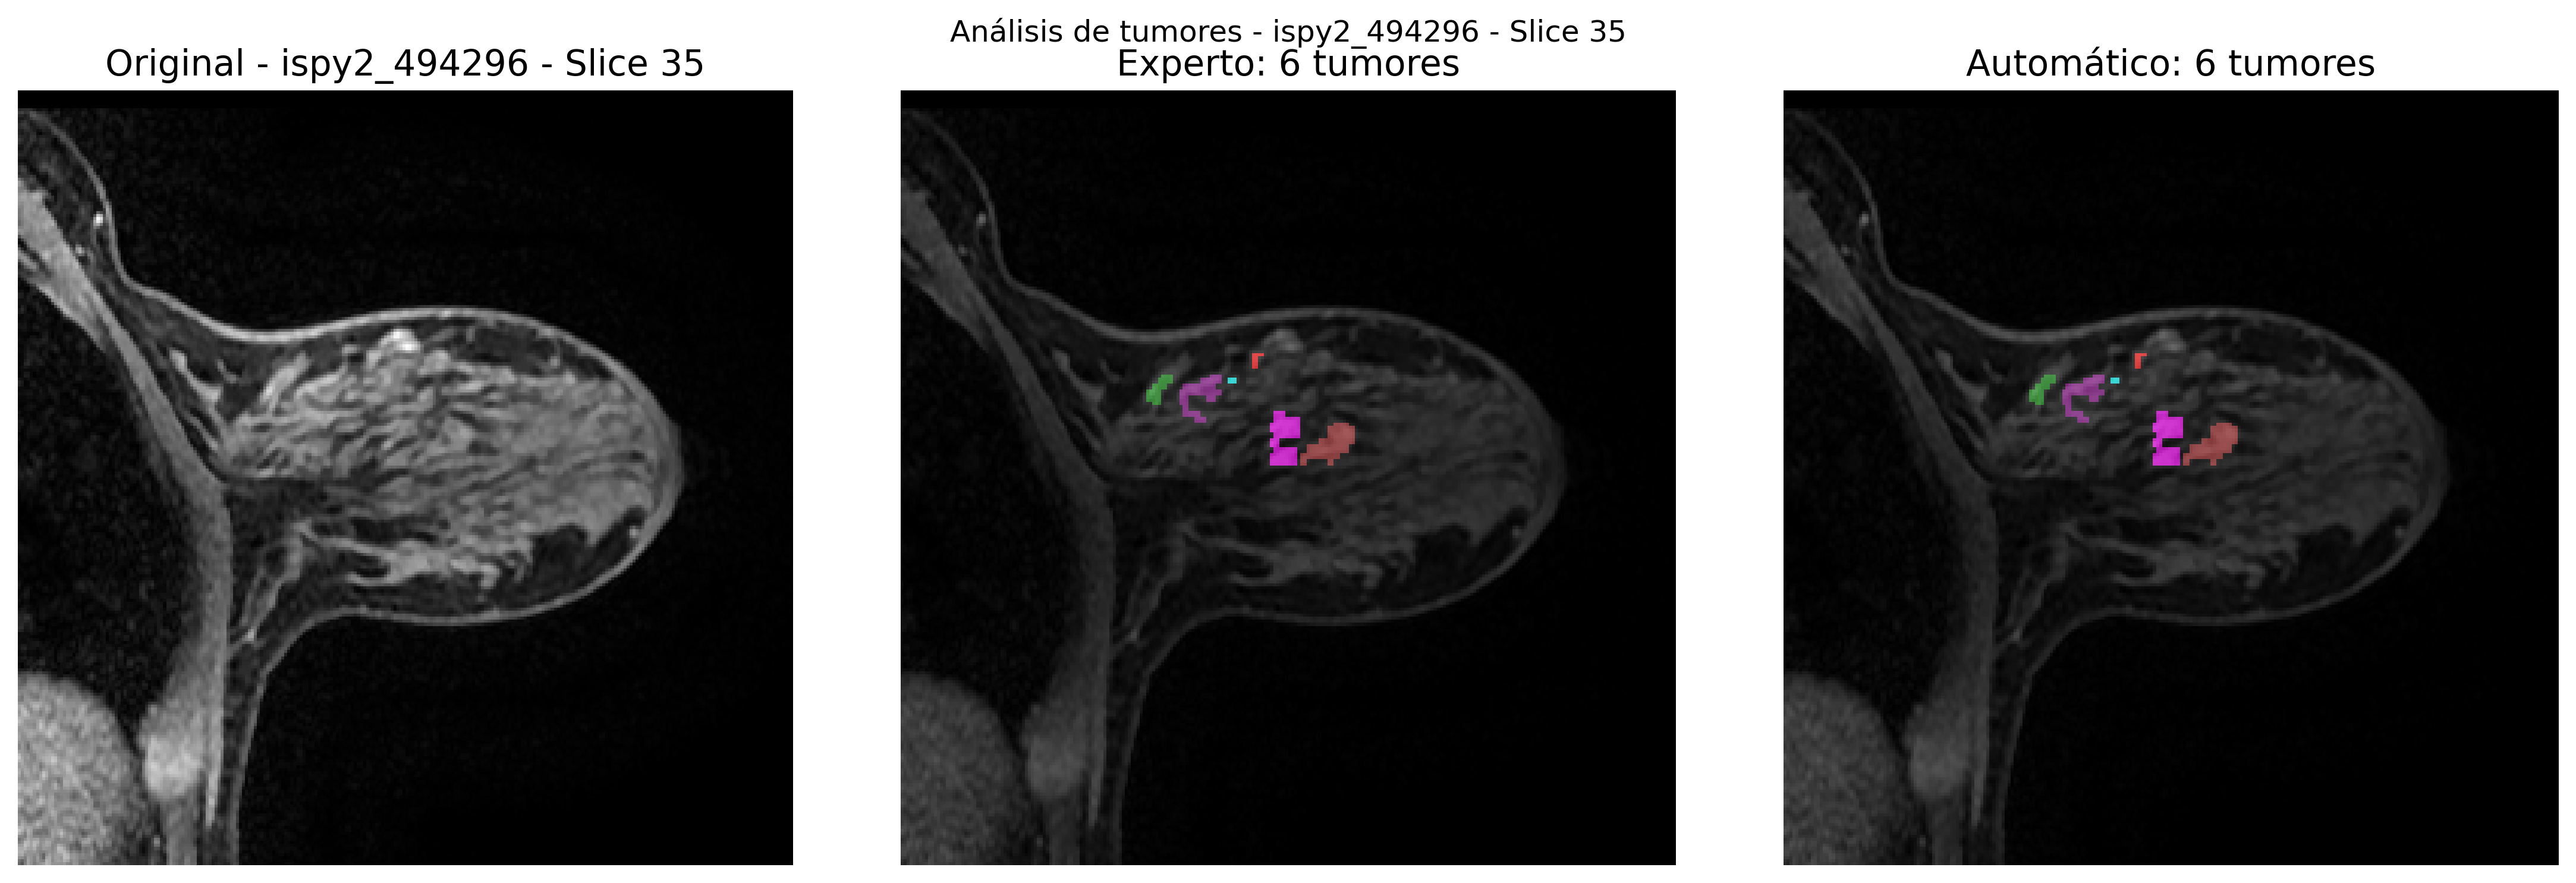 Análisis de tumores - ispy2_494296 - Slice 35
Original - ispy2_494296 - Slice 35
Experto: 6 tumores
Automático: 6 tumores